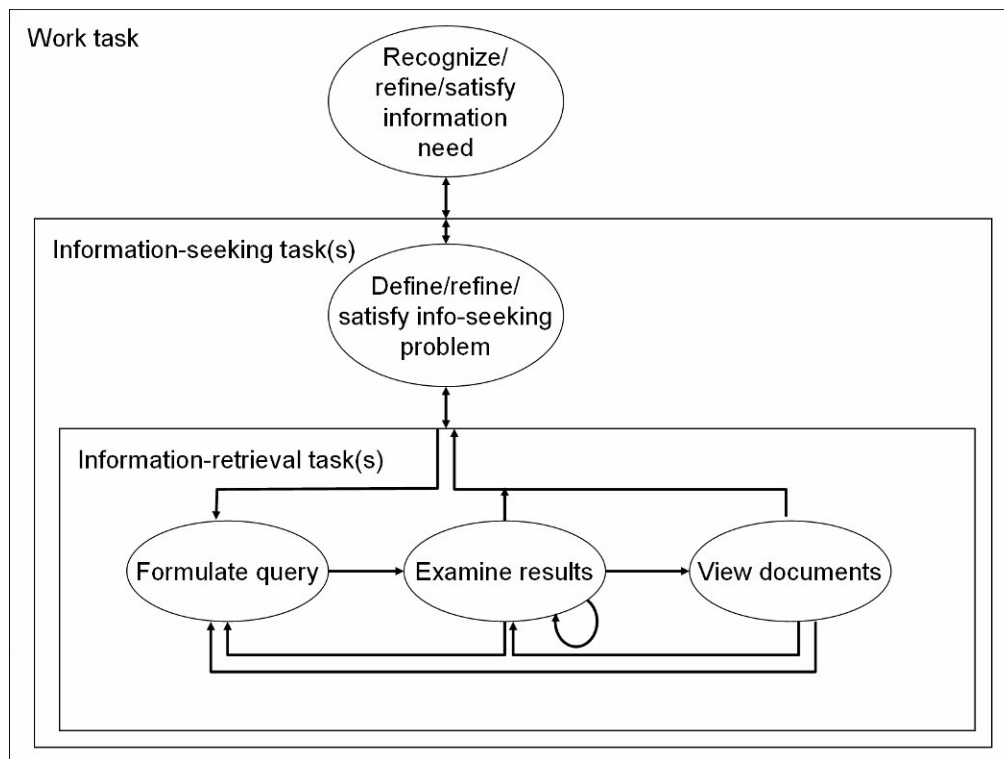 Work task
Recognize/
refine/satisfy
information
need
Information-seeking task(s)
Define/refine/
satisfy info-seeking
problem
Information-retrieval task(s)
Formulate query
Examine results
View documents